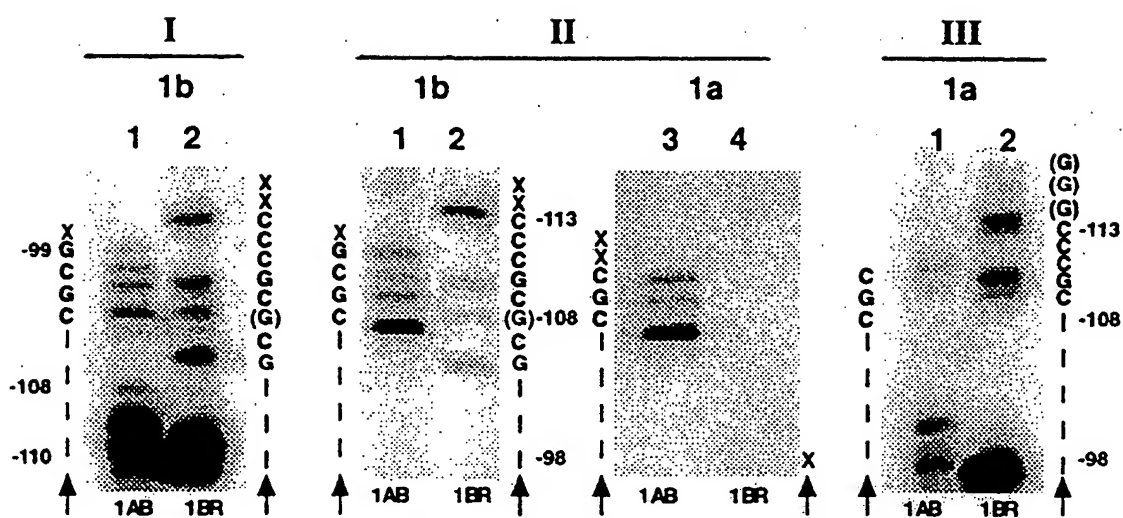 I
1b
1 2
X G C G C
-99
-108
-110
X X C C C G C (G) C G
1AB 1BR
II
1b
1 2
X G C G C
X X C C C G C (G) C G
-113
-108
-98
1AB 1BR
1a
3 4
X X C G C
X
1AB 1BR
III
1a
1 2
C G C
(G) (G) (G) C C C G C
-113
-108
-98
1AB 1BR